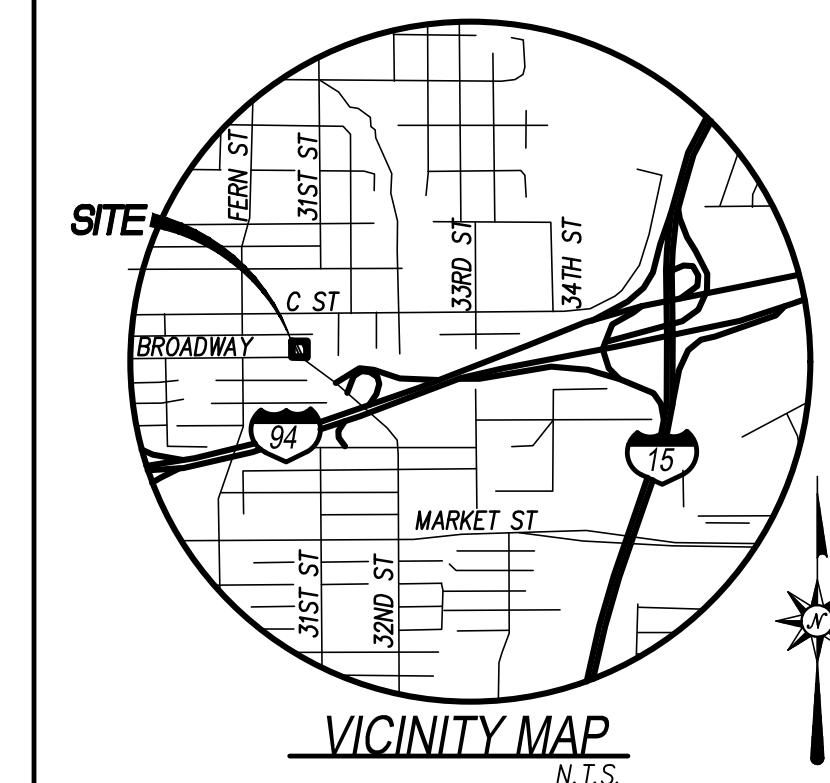 FERN ST
31ST ST
SITE
33RD ST
34TH ST
C ST
BROADWAY
94
15
MARKET ST
31ST ST
32ND ST
N
VICINITY MAP
N.T.S.